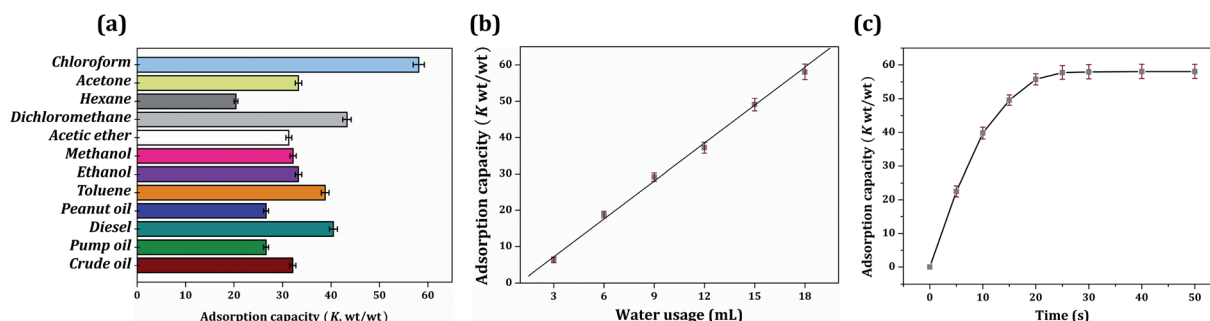 (a)
Chloroform
Acetone
Hexane
Dichloromethane
Acetic ether
Methanol
Ethanol
Toluene
Peanut oil
Diesel
Pump oil
Crude oil
0 10 20 30 40 50 60
Adsorption capacity ( K, wt/wt)
(b)
Adsorption capacity ( K wt/wt)
60
50
40
30
20
10
0
3 6 9 12 15 18
Water usage (mL)
(c)
Adsorption capacity ( K wt/wt)
60
50
40
30
20
10
0
0 10 20 30 40 50
Time (s)